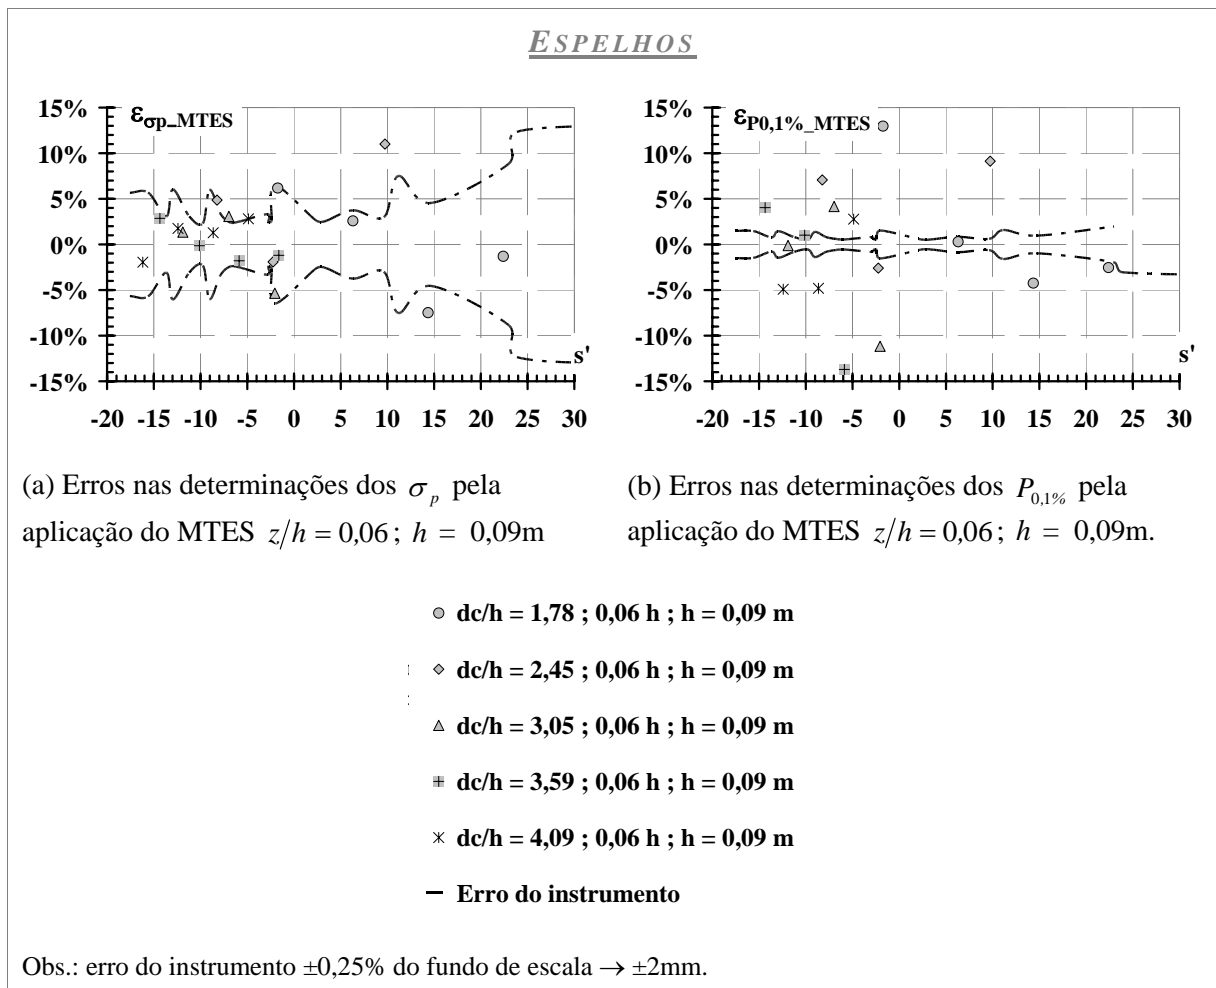 ESPELHOS
εσp_MTES
15%
10%
5%
0%
-5%
-10%
-15%
s'
-20 -15 -10 -5 0 5 10 15 20 25 30
εP0,1%_MTES
15%
10%
5%
0%
-5%
-10%
-15%
s'
-20 -15 -10 -5 0 5 10 15 20 25 30
(a) Erros nas determinações dos σp pela
aplicação do MTES z/h = 0,06 ; h = 0,09m
(b) Erros nas determinações dos P0,1% pela
aplicação do MTES z/h = 0,06 ; h = 0,09m.
dc/h = 1,78 ; 0,06 h ; h = 0,09 m
dc/h = 2,45 ; 0,06 h ; h = 0,09 m
dc/h = 3,05 ; 0,06 h ; h = 0,09 m
dc/h = 3,59 ; 0,06 h ; h = 0,09 m
dc/h = 4,09 ; 0,06 h ; h = 0,09 m
Erro do instrumento
Obs.: erro do instrumento ±0,25% do fundo de escala → ±2mm.